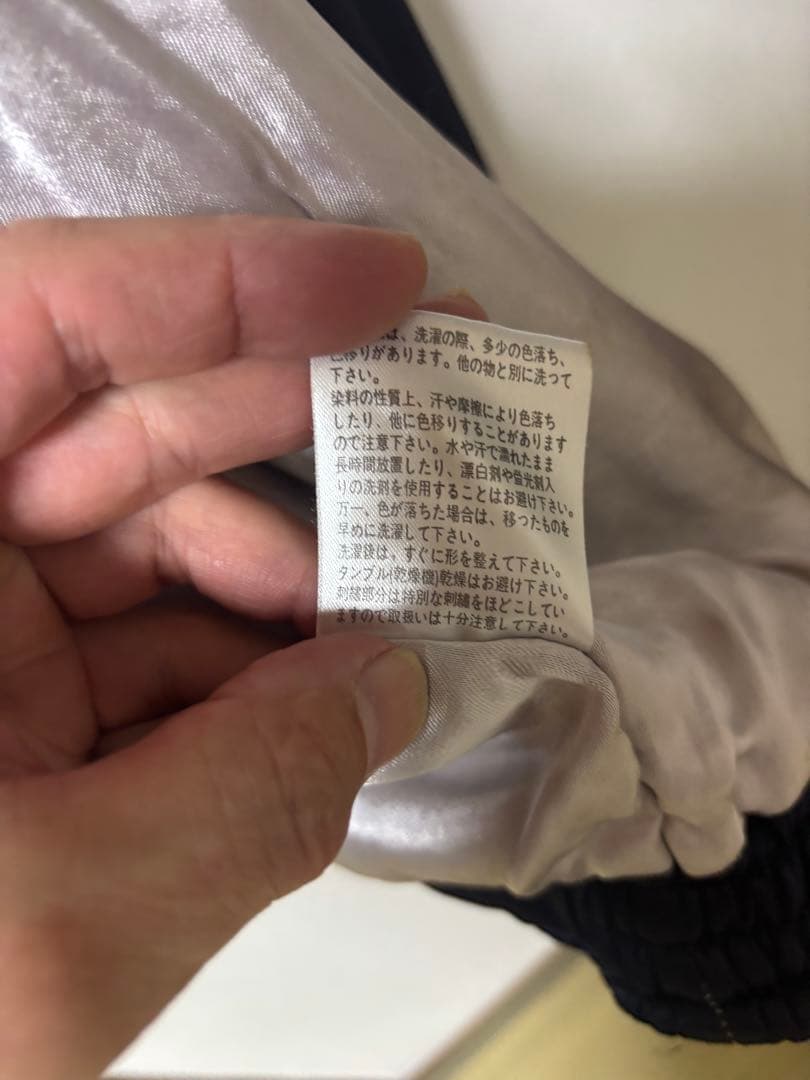 は、洗濯の際、多少の色落ち、
色移りがあります。他の物と別に洗って
下さい。
染料の性質上、汗や摩擦により色落ち
したり、他に色移りすることがあります
ので注意下さい。水や汗で濡れたまま
長時間放置したり、漂白剤や蛍光剤入
りの洗剤を使用することはお避け下さい。
万一、色が落ちた場合は、移ったものを
早めに洗濯して下さい。
洗濯後は、すぐに形を整えて下さい。
タンブル(乾燥機)乾燥はお避け下さい。
刺繍部分は特別な刺繍をほどこしてい
ますので取扱いは十分注意して下さい。